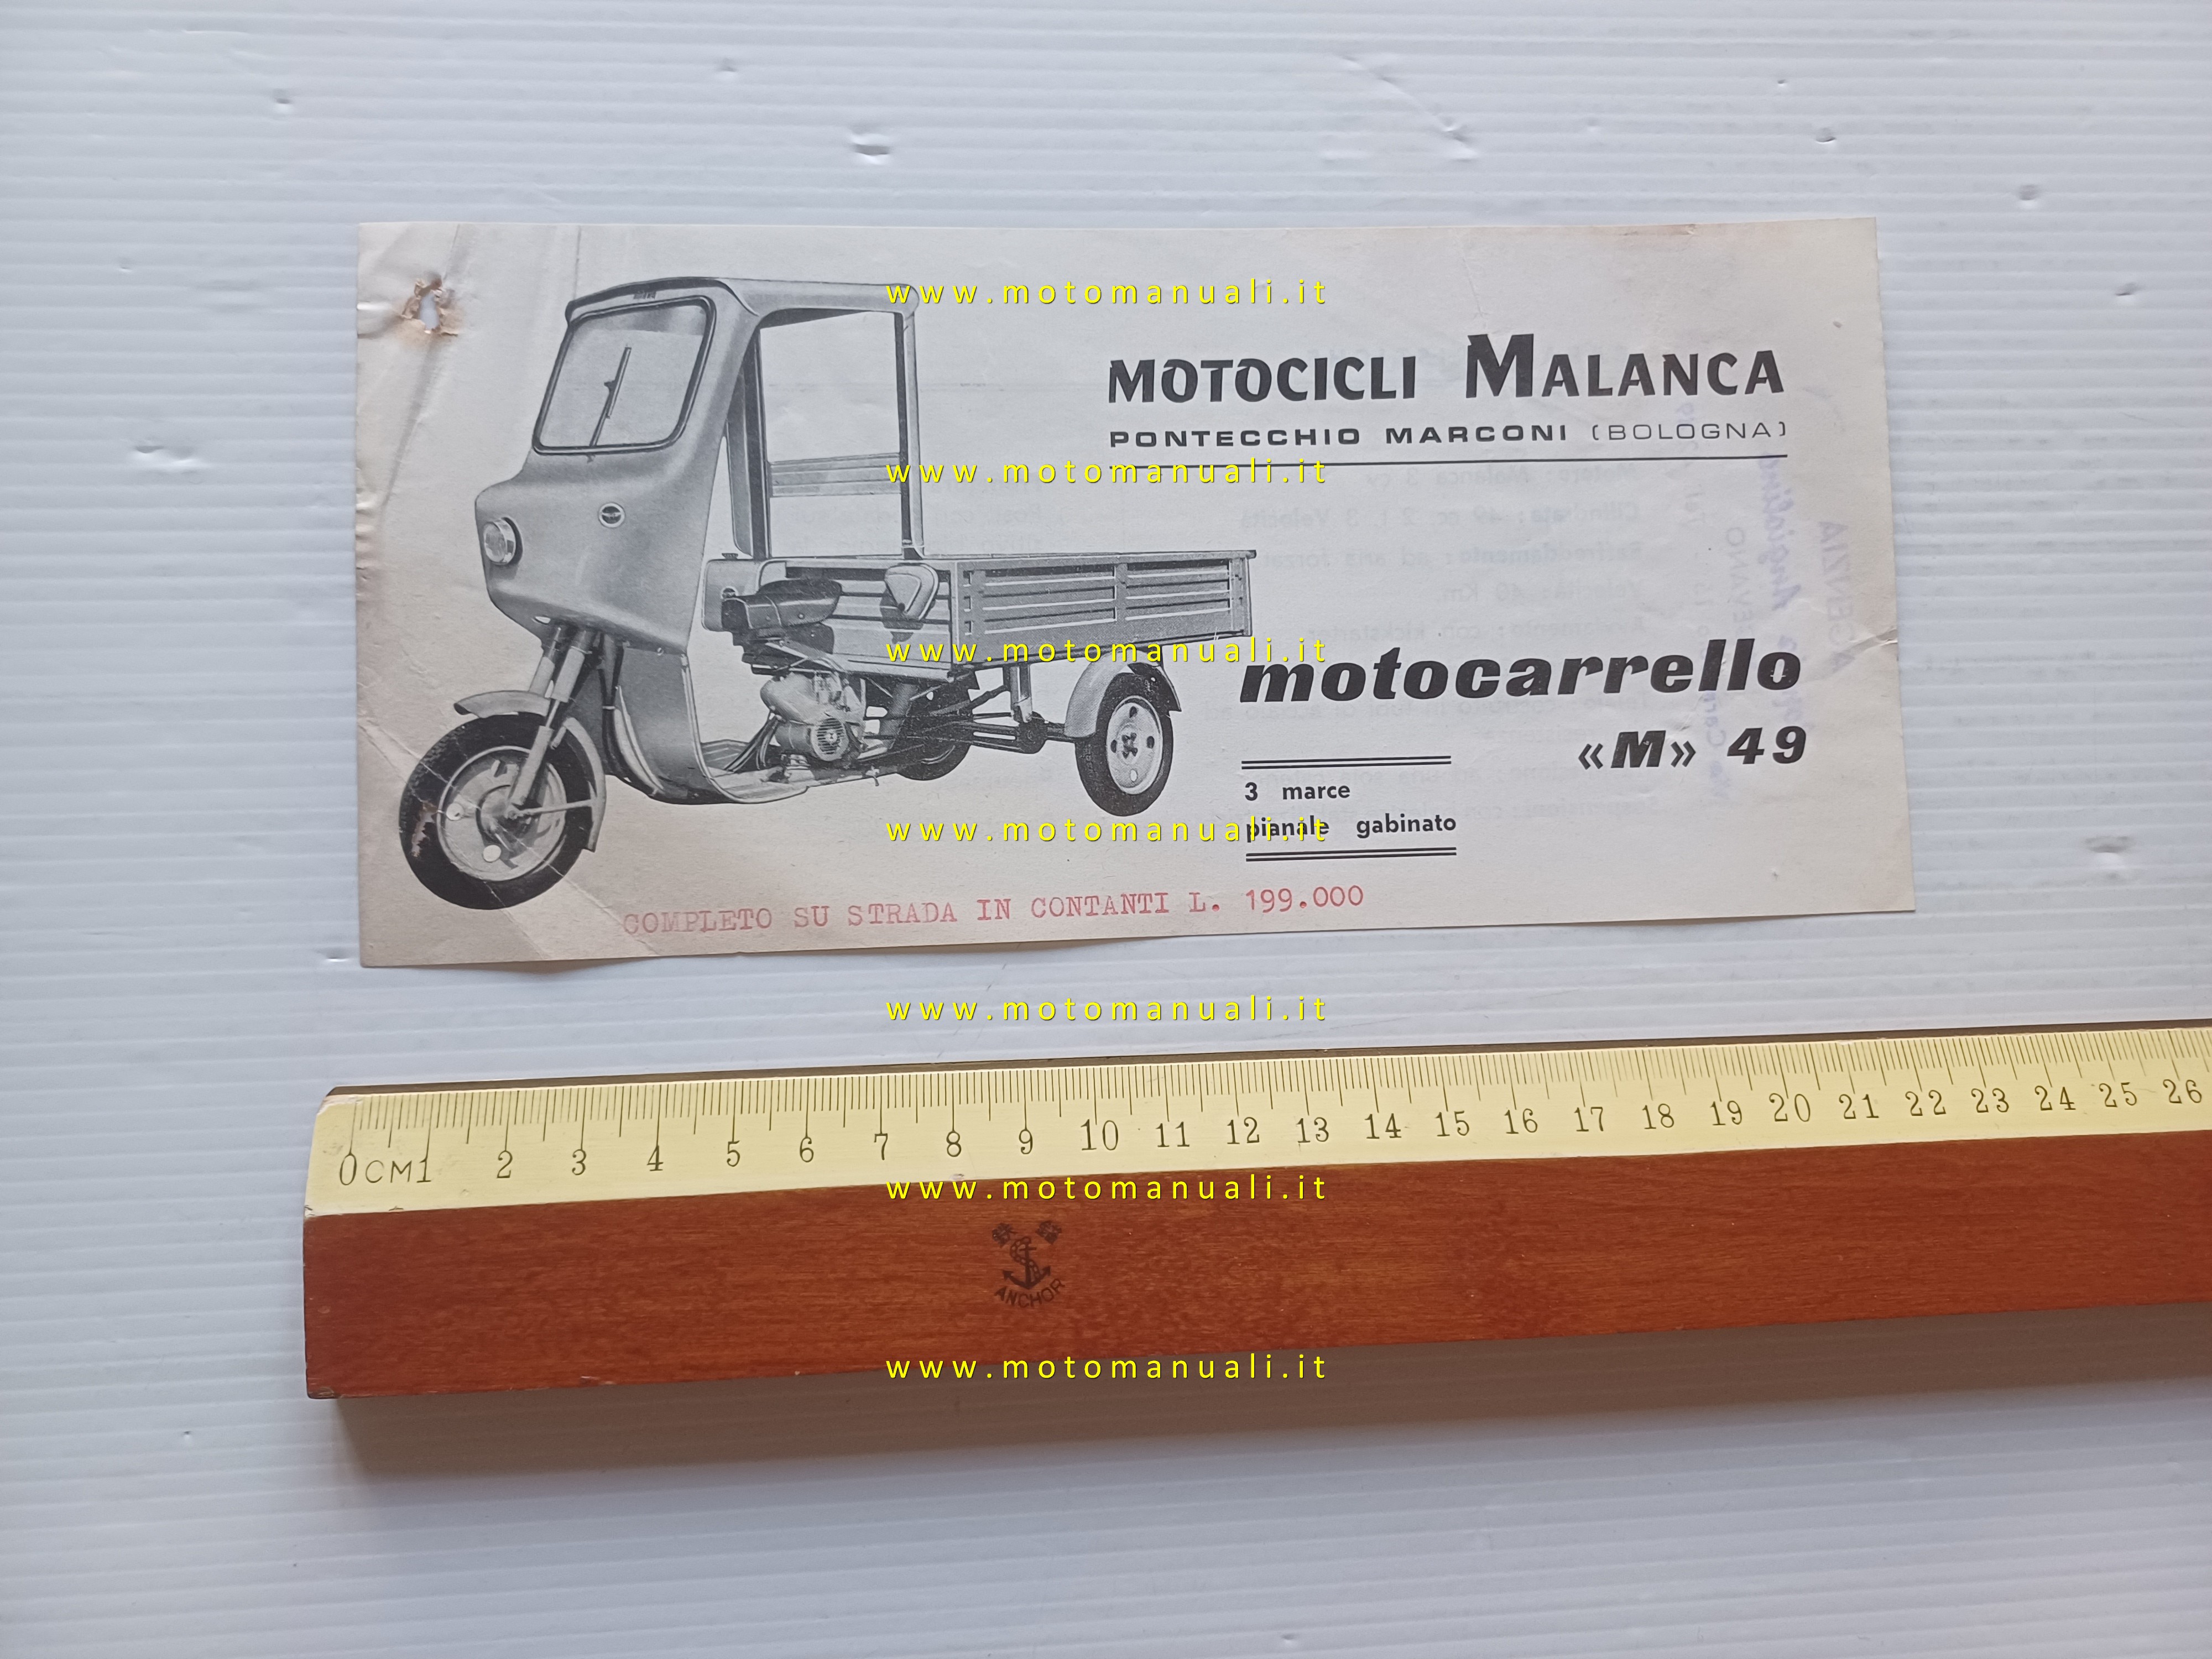 www.motomanuali.it
MOTOCICLI MALANCA
PONTECCHIO MARCONI (BOLOGNA)
www.motomanuali.it
www.motomanuali.it
motocarrello
«M» 49
3 marce
pianale gabinato
www.motomanuali.it
COMPLETO SU STRADA IN CONTANTI L. 199.000
www.motomanuali.it
0CM1 2 3 4 5 6 7 8 9 10 11 12 13 14 15 16 17 18 19 20 21 22 23 24 25 26
www.motomanuali.it
ANCHOR
www.motomanuali.it